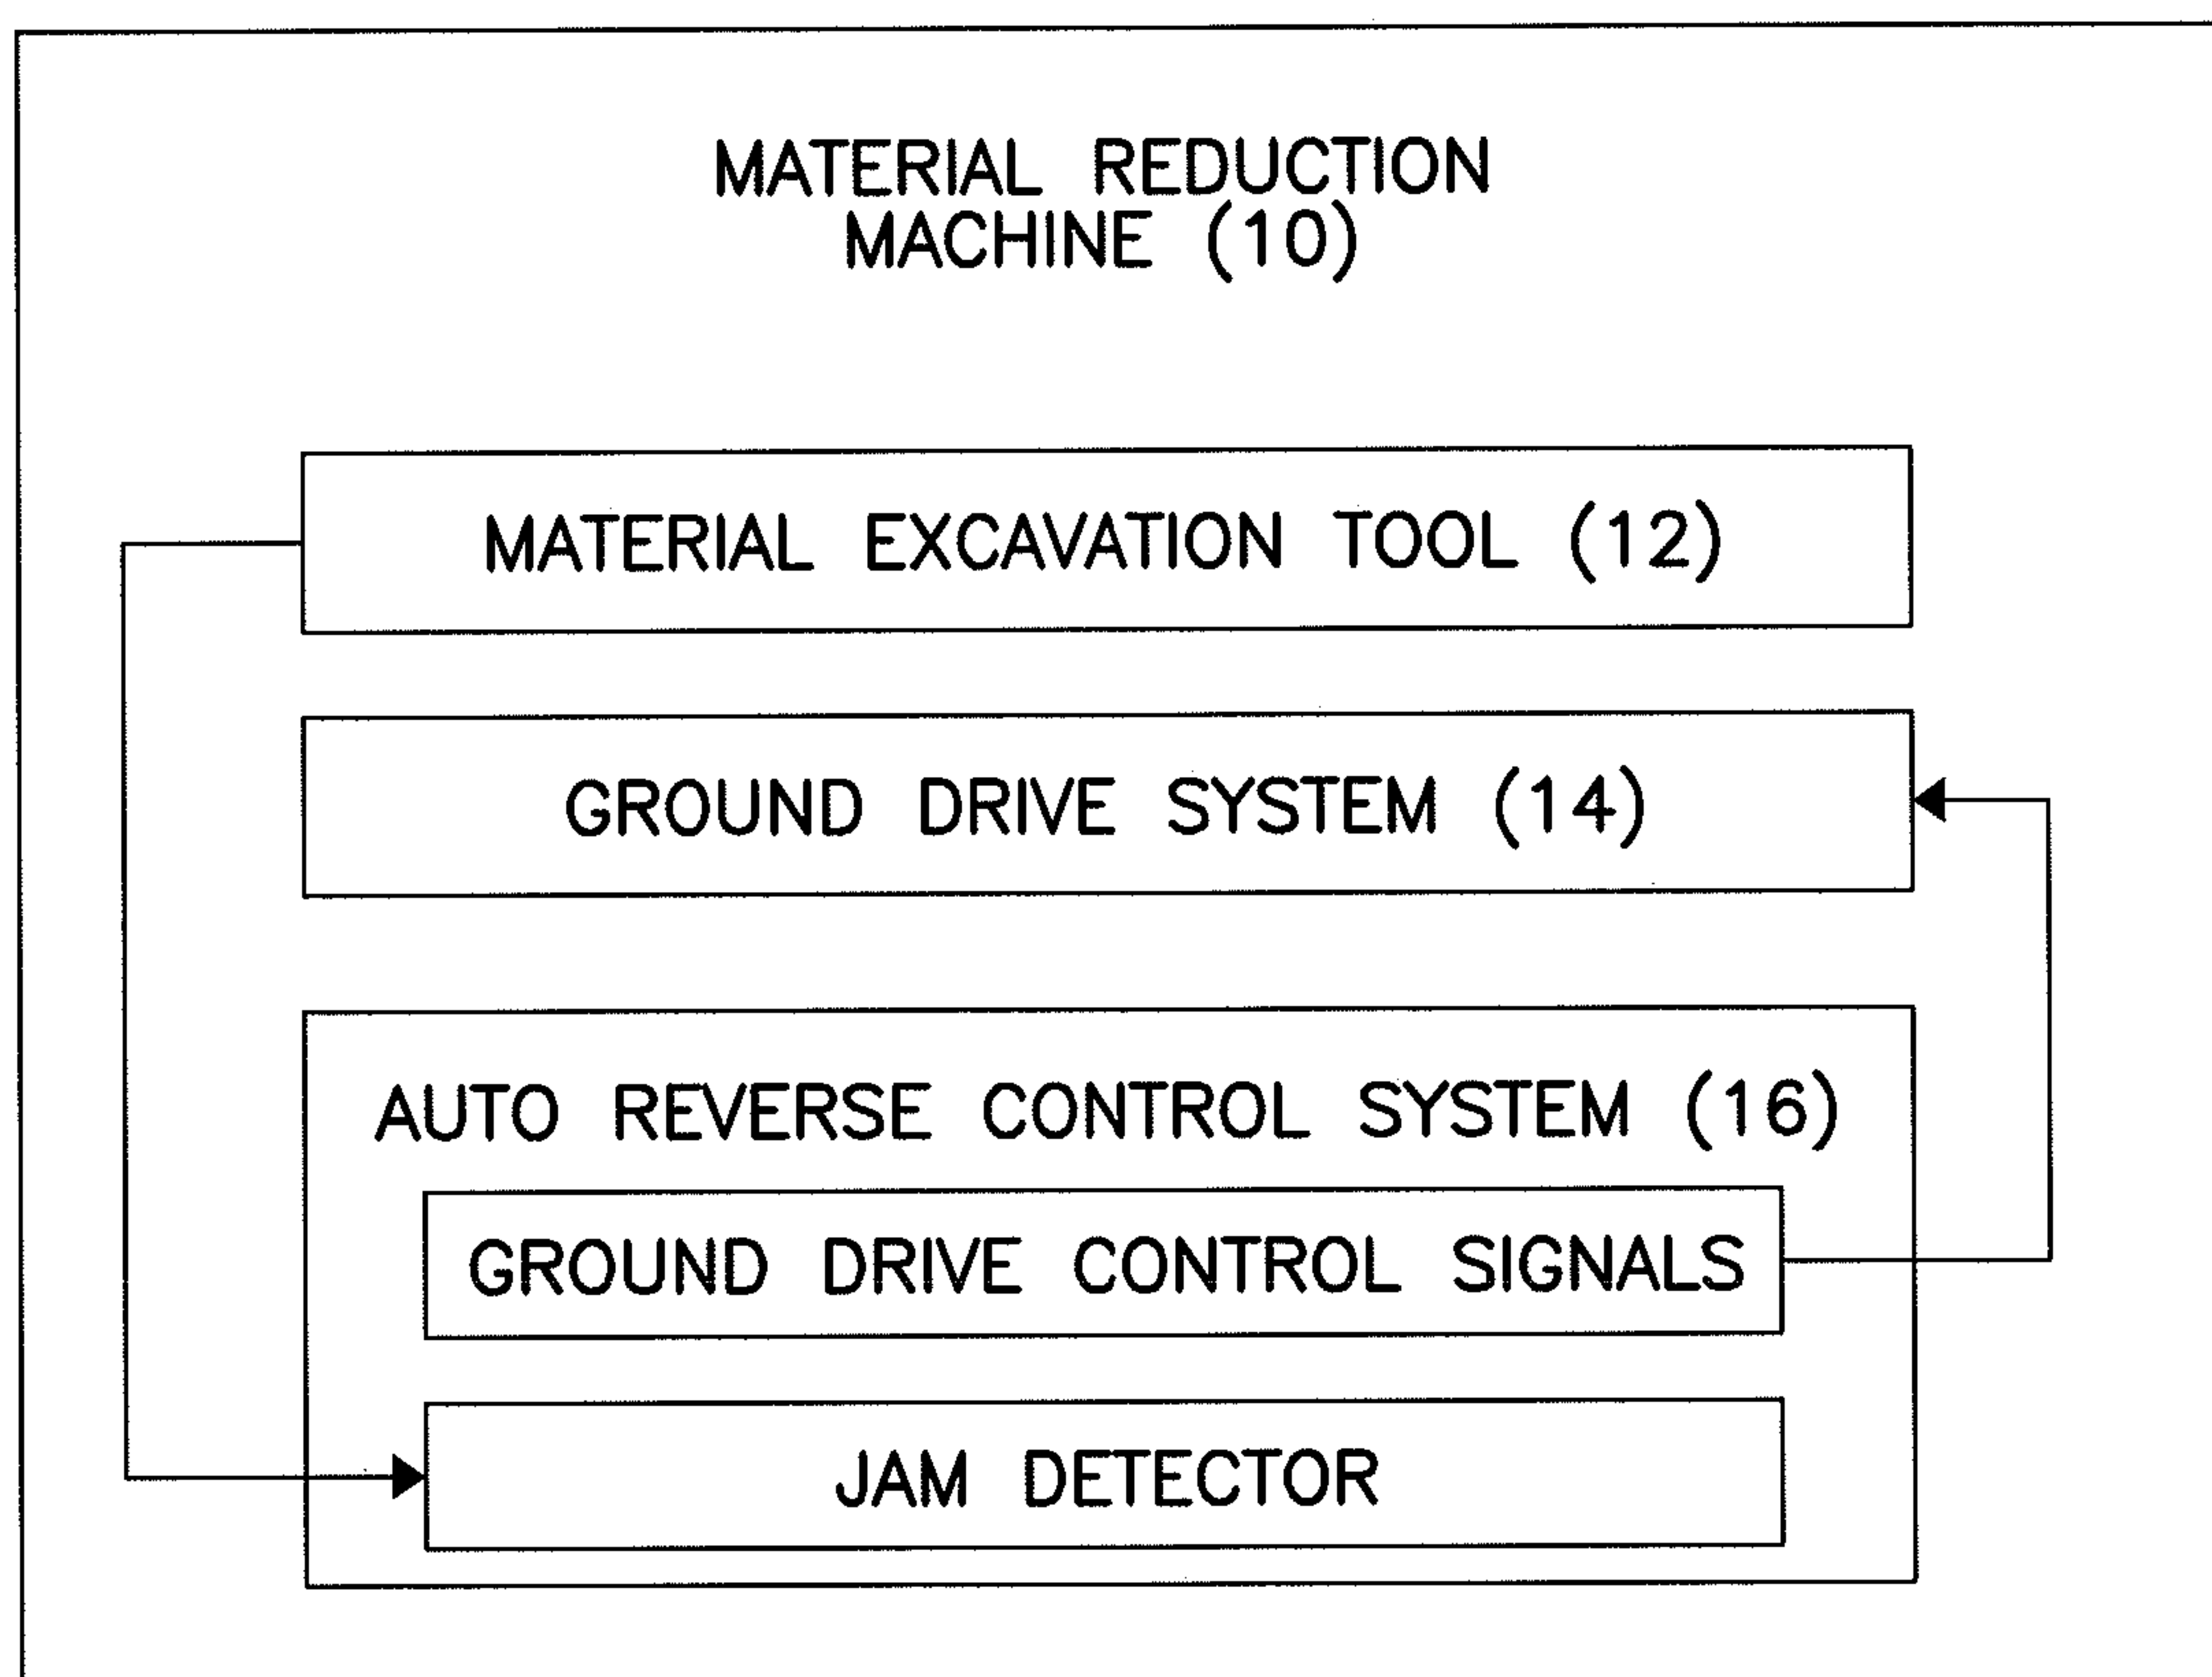 MATERIAL REDUCTION
MACHINE (10)
MATERIAL EXCAVATION TOOL (12)
GROUND DRIVE SYSTEM (14)
AUTO REVERSE CONTROL SYSTEM (16)
GROUND DRIVE CONTROL SIGNALS
JAM DETECTOR